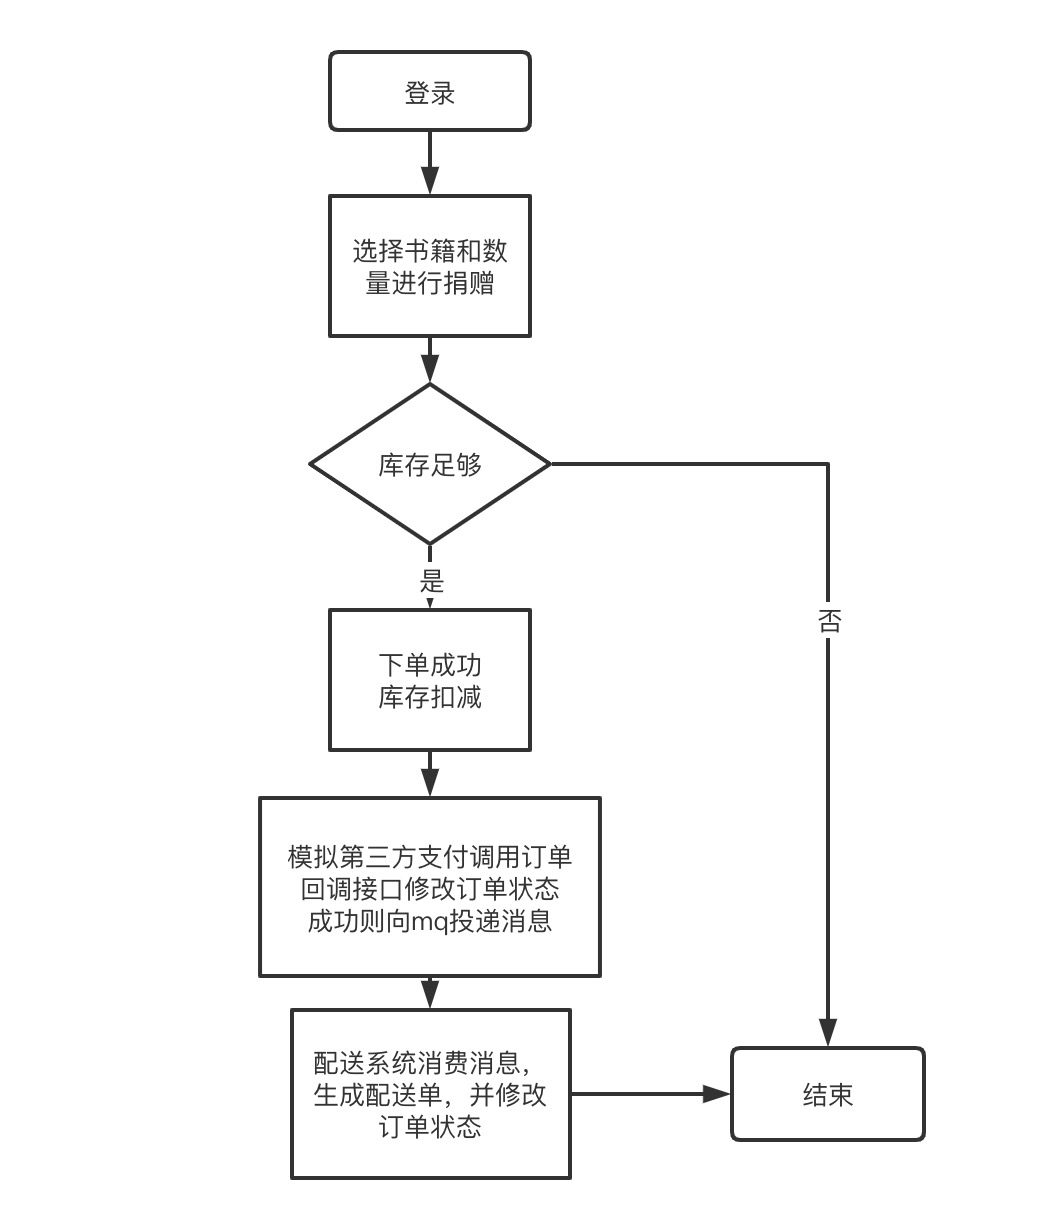 登录
选择书籍和数
量进行捐赠
库存足够
是
否
下单成功
库存扣减
模拟第三方支付调用订单
回调接口修改订单状态
成功则向mq投递消息
配送系统消费消息，
生成配送单，并修改
订单状态
结束